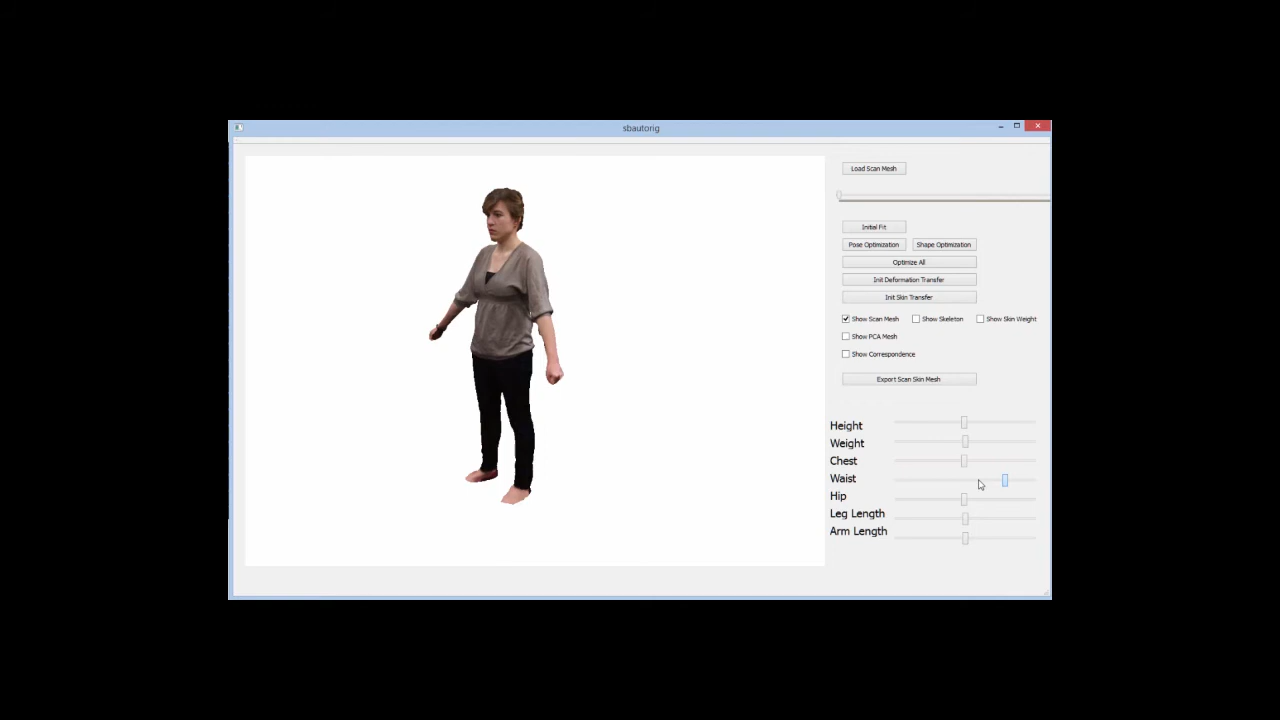 sbautorig
Load Scan Mesh
Initial Fit
Pose Optimization Shape Optimization
Optimize All
Init Deformation Transfer
Init Skin Transfer
Show Scan Mesh Show Skeleton Show Skin Weight
Show PCA Mesh
Show Correspondence
Export Scan Skin Mesh
Height
Weight
Chest
Waist
Hip
Leg Length
Arm Length